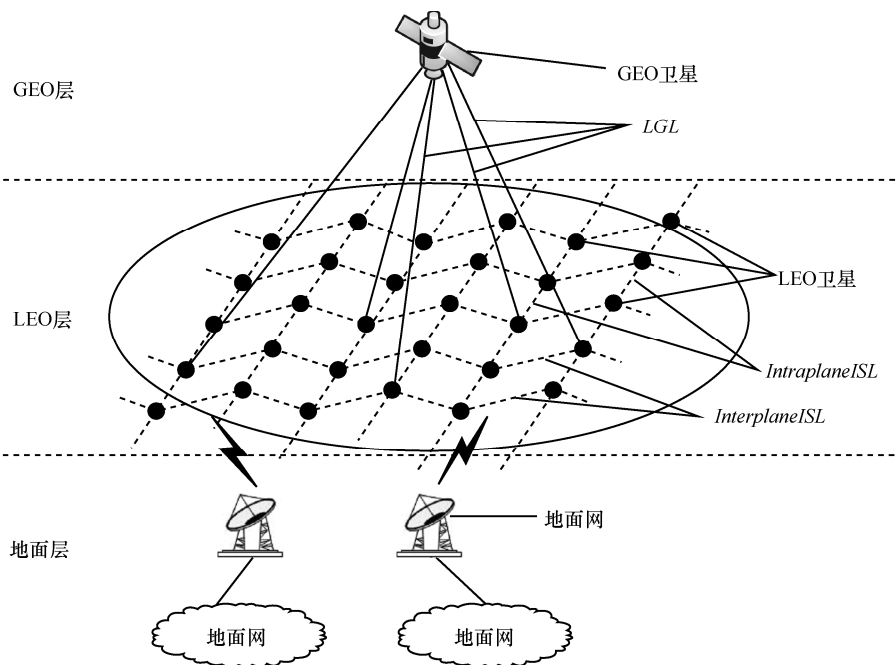 GEO层
GEO卫星
LGL
LEO层
LEO卫星
IntraplaneISL
InterplaneISL
地面层
地面网
地面网
地面网